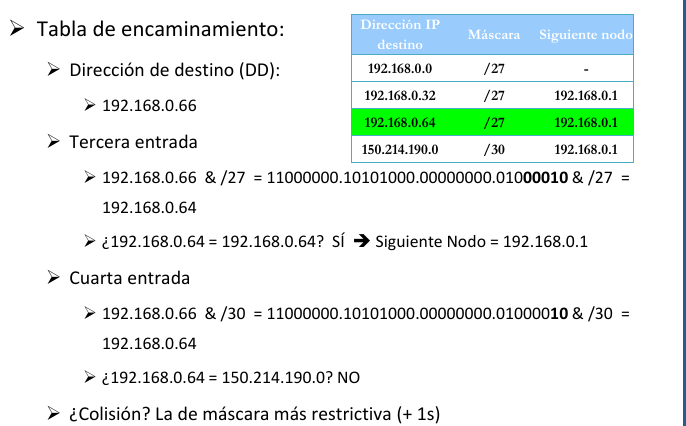 ➢ Tabla de encaminamiento:
➢ Dirección de destino (DD):
➢ 192.168.0.66
➢ Tercera entrada
Dirección IP destino Máscara Siguiente nodo
192.168.0.0 /27 -
192.168.0.32 /27 192.168.0.1
192.168.0.64 /27 192.168.0.1
150.214.190.0 /30 192.168.0.1
➢ 192.168.0.66 & /27 = 11000000.10101000.00000000.01000010 & /27 =
192.168.0.64
➢ ¿192.168.0.64 = 192.168.0.64? SÍ ➔ Siguiente Nodo = 192.168.0.1
➢ Cuarta entrada
➢ 192.168.0.66 & /30 = 11000000.10101000.00000000.01000010 & /30 =
192.168.0.64
➢ ¿192.168.0.64 = 150.214.190.0? NO
➢ ¿Colisión? La de máscara más restrictiva (+ 1s)